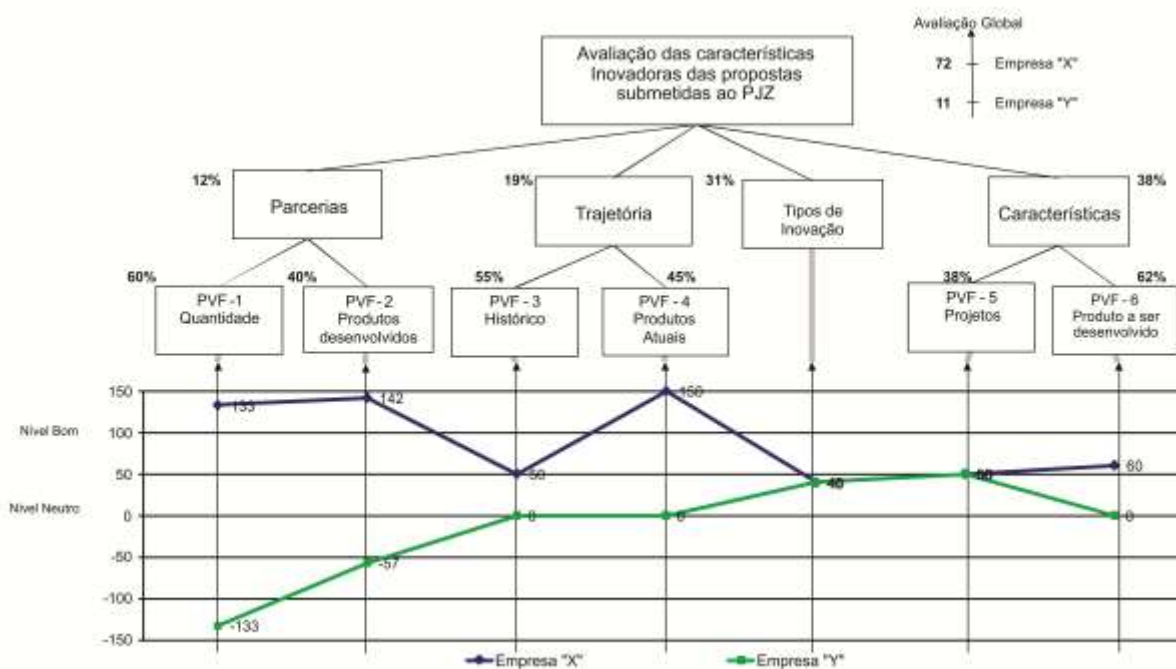 Avaliação Global
72 Empresa "X"
11 Empresa "Y"
Avaliação das características
Inovadoras das propostas
submetidas ao PJZ
12%
Parcerias
19%
Trajetória
31%
Tipos de
Inovação
38%
Características
60%
PVF -1
Quantidade
40%
PVF - 2
Produtos
desenvolvidos
55%
PVF - 3
Histórico
45%
PVF - 4
Produtos
Atuais
38%
PVF - 5
Projetos
62%
PVF - 6
Produto a ser
desenvolvido
Nível Bom
Nível Neutro
150
100
50
0
-50
-100
-150
133
142
50
150
40
50
60
-133
-57
0
0
40
50
0
Empresa "X"
Empresa "Y"